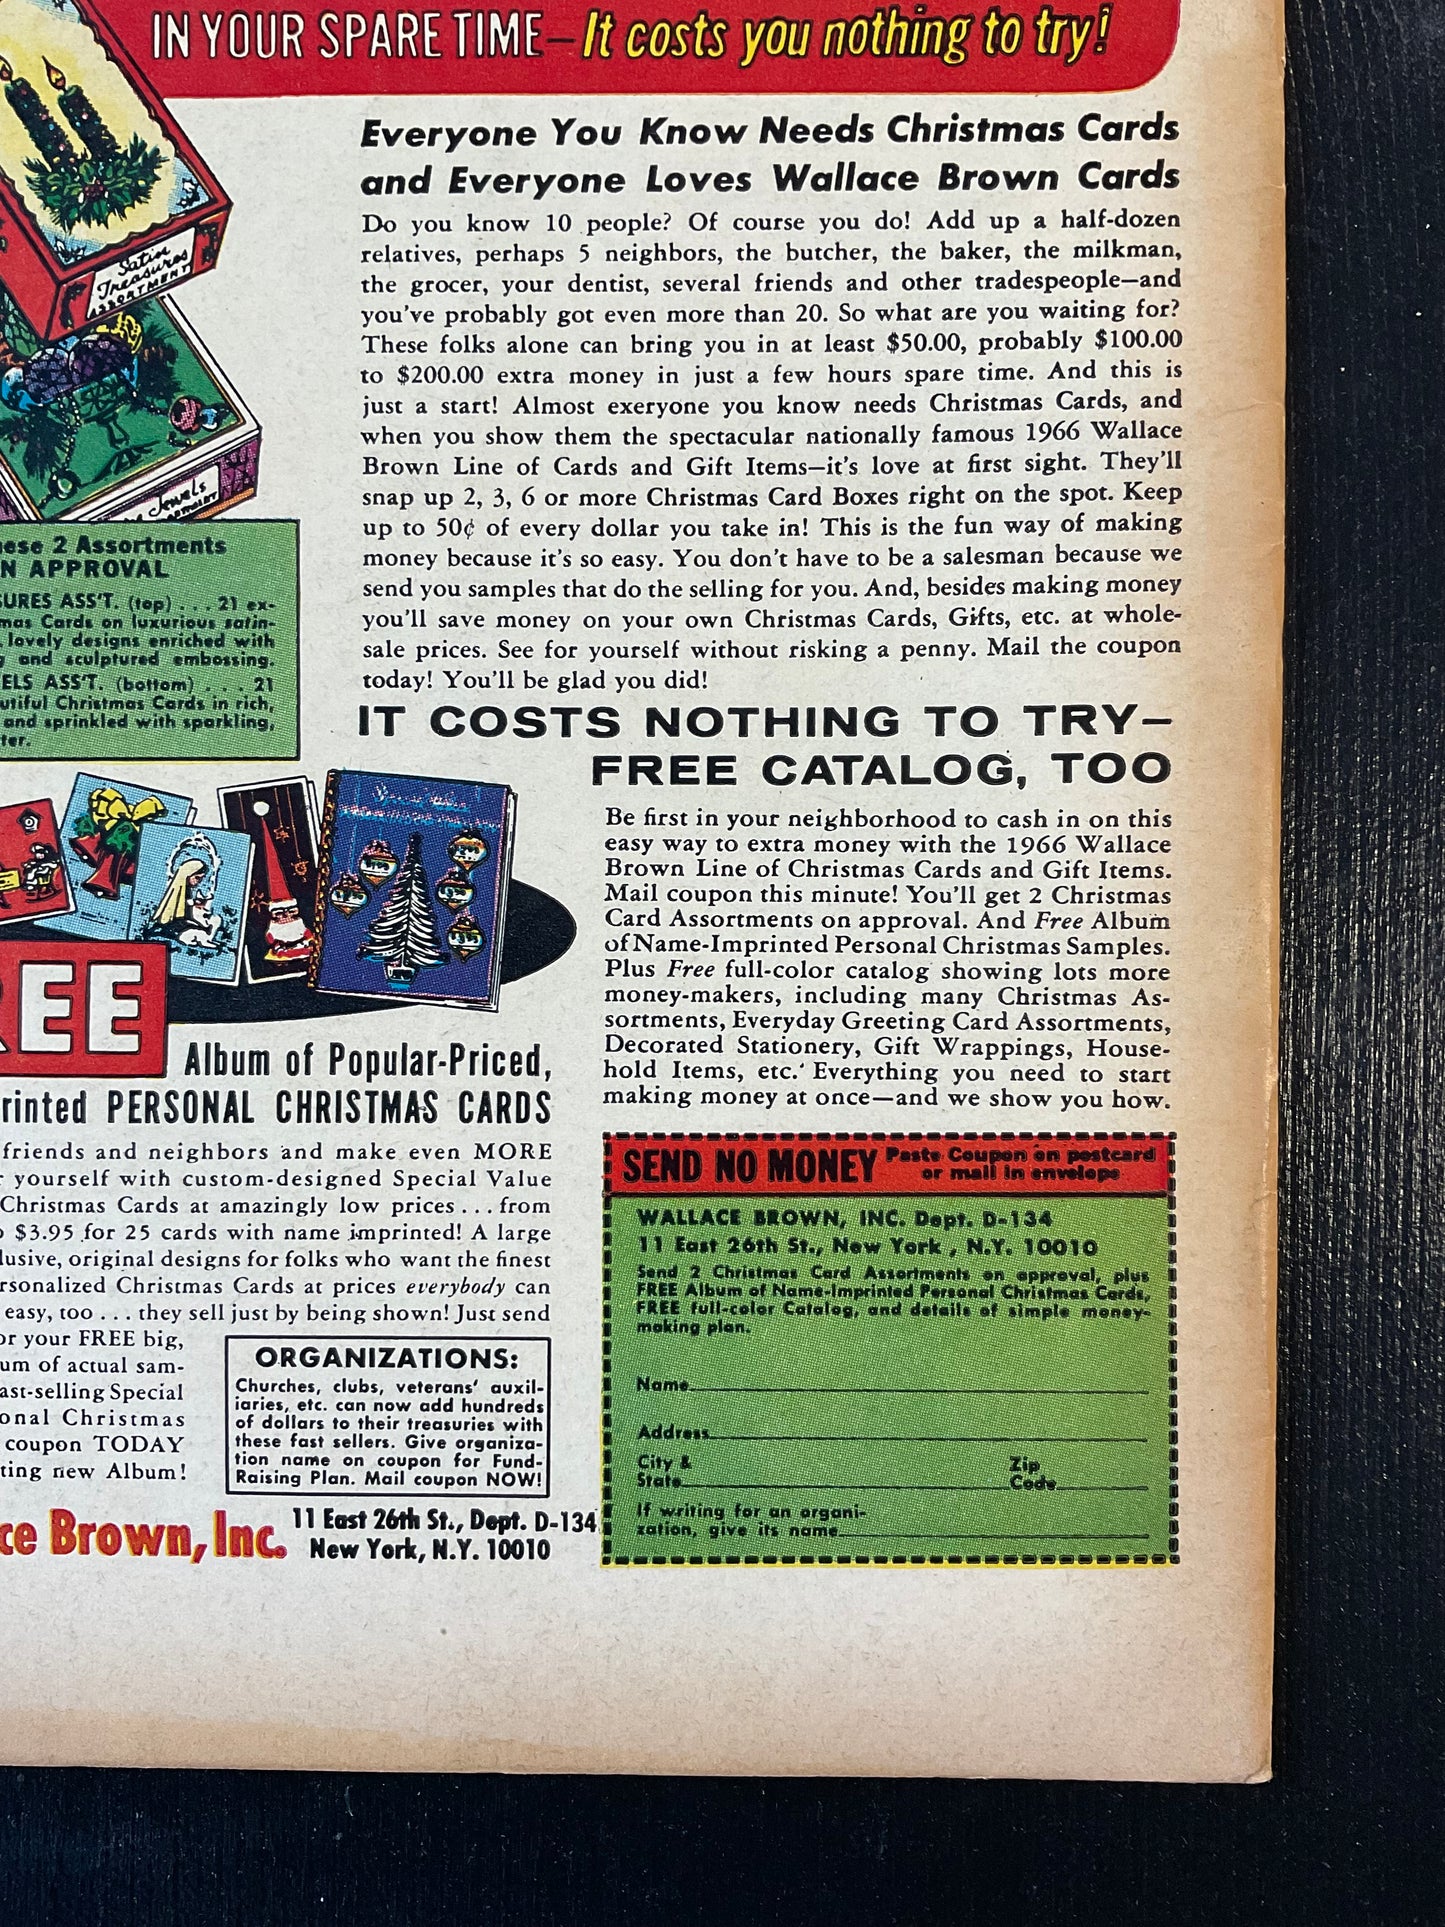 IN YOUR SPARE TIME—It costs you nothing to try!
Everyone You Know Needs Christmas Cards
and Everyone Loves Wallace Brown Cards
Do you know 10 people? Of course you do! Add up a half-dozen
relatives, perhaps 5 neighbors, the butcher, the baker, the milkman,
the grocer, your dentist, several friends and other tradespeople—and
you've probably got even more than 20. So what are you waiting for?
These folks alone can bring you in at least $50.00, probably $100.00
to $200.00 extra money in just a few hours spare time. And this is
just a start! Almost exeryone you know needs Christmas Cards, and
when you show them the spectacular nationally famous 1966 Wallace
Brown Line of Cards and Gift Items—it's love at first sight. They'll
snap up 2, 3, 6 or more Christmas Card Boxes right on the spot. Keep
up to 50¢ of every dollar you take in! This is the fun way of making
money because it's so easy. You don't have to be a salesman because we
send you samples that do the selling for you. And, besides making money
you'll save money on your own Christmas Cards, Gifts, etc. at whole-
sale prices. See for yourself without risking a penny. Mail the coupon
today! You'll be glad you did!
IT COSTS NOTHING TO TRY—
FREE CATALOG, TOO
Be first in your neighborhood to cash in on this
easy way to extra money with the 1966 Wallace
Brown Line of Christmas Cards and Gift Items.
Mail coupon this minute! You'll get 2 Christmas
Card Assortments on approval. And Free Album
of Name-Imprinted Personal Christmas Samples.
Plus Free full-color catalog showing lots more
money-makers, including many Christmas As-
sortments, Everyday Greeting Card Assortments,
Decorated Stationery, Gift Wrappings, House-
hold Items, etc. Everything you need to start
making money at once—and we show you how.
Satin
Treasures
ASSORTMENT
Jewels
ese 2 Assortments
N APPROVAL
SURES ASS'T. (top) . . . 21 ex-
mas Cards on luxurious satin-
lovely designs enriched with
and sculptured embossing.
ELS ASS'T. (bottom) . . . 21
utiful Christmas Cards in rich,
and sprinkled with sparkling,
ter.
REE
Album of Popular-Priced,
rinted PERSONAL CHRISTMAS CARDS
friends and neighbors and make even MORE
r yourself with custom-designed Special Value
Christmas Cards at amazingly low prices . . . from
$3.95 for 25 cards with name imprinted! A large
lusive, original designs for folks who want the finest
rsonalized Christmas Cards at prices everybody can
easy, too . . . they sell just by being shown! Just send
or your FREE big,
um of actual sam-
ast-selling Special
onal Christmas
coupon TODAY
ting new Album!
ORGANIZATIONS:
Churches, clubs, veterans' auxil-
iaries, etc. can now add hundreds
of dollars to their treasuries with
these fast sellers. Give organiza-
tion name on coupon for Fund-
Raising Plan. Mail coupon NOW!
ce Brown, Inc.
11 East 26th St., Dept. D-134
New York, N.Y. 10010
SEND NO MONEY Paste Coupon on postcard
or mail in envelope
WALLACE BROWN, INC. Dept. D-134
11 East 26th St., New York , N.Y. 10010
Send 2 Christmas Card Assortments on approval, plus
FREE Album of Name-Imprinted Personal Christmas Cards,
FREE full-color Catalog, and details of simple money-
making plan.
Name
Address
City & State Zip Code
If writing for an organi-
zation, give its name